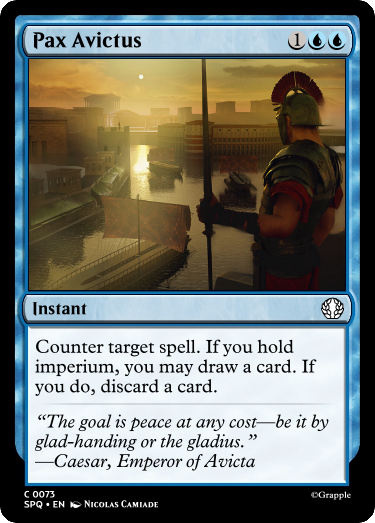 Pax Avictus 1
Instant
Counter target spell. If you hold
imperium, you may draw a card. If
you do, discard a card.
“The goal is peace at any cost—be it by
glad-handing or the gladius.”
—Caesar, Emperor of Avicta
C 0073
SPQ • EN Nicolas Camiade
©Grapple